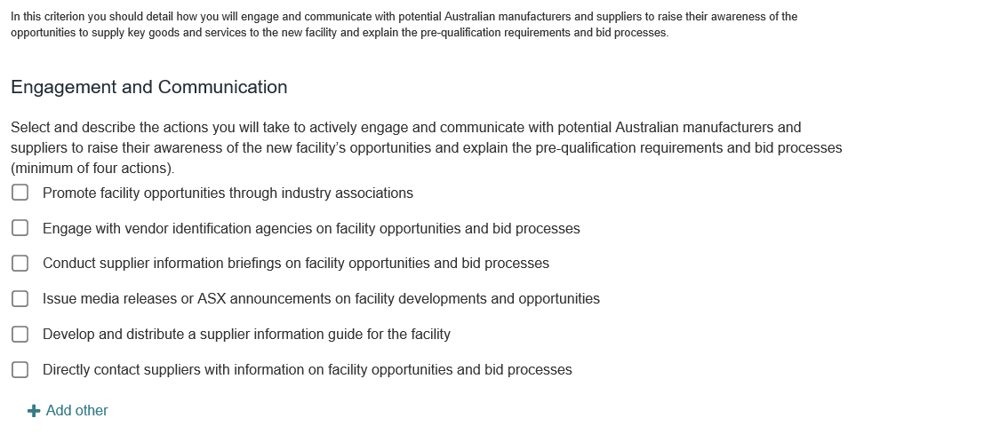 In this criterion you should detail how you will engage and communicate with potential Australian manufacturers and suppliers to raise their awareness of the
opportunities to supply key goods and services to the new facility and explain the pre-qualification requirements and bid processes.
Engagement and Communication
Select and describe the actions you will take to actively engage and communicate with potential Australian manufacturers and
suppliers to raise their awareness of the new facility's opportunities and explain the pre-qualification requirements and bid processes
(minimum of four actions).
Promote facility opportunities through industry associations
Engage with vendor identification agencies on facility opportunities and bid processes
Conduct supplier information briefings on facility opportunities and bid processes
Issue media releases or ASX announcements on facility developments and opportunities
Develop and distribute a supplier information guide for the facility
Directly contact suppliers with information on facility opportunities and bid processes
+ Add other